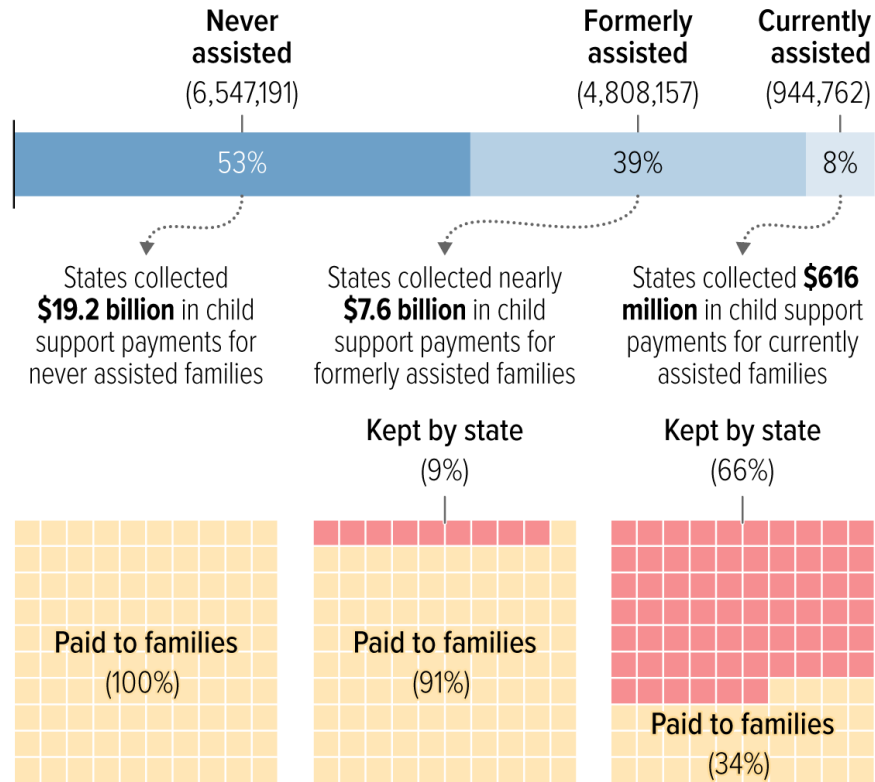 Never
assisted
(6,547,191)
Formerly
assisted
(4,808,157)
Currently
assisted
(944,762)
53%
39%
8%
States collected
$19.2 billion in child
support payments for
never assisted families
States collected nearly
$7.6 billion in child
support payments for
formerly assisted families
States collected $616
million in child support
payments for currently
assisted families
Kept by state
(9%)
Kept by state
(66%)
Paid to families
(100%)
Paid to families
(91%)
Paid to families
(34%)